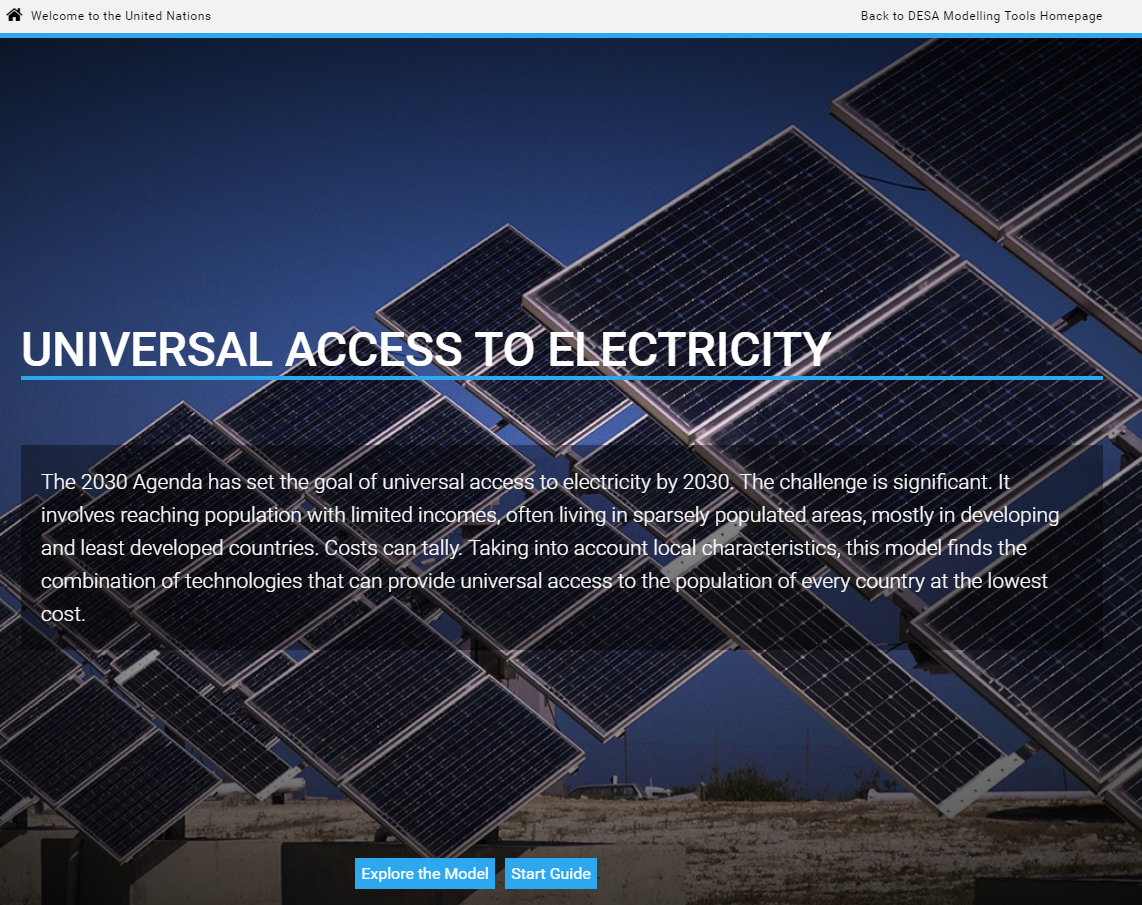 Welcome to the United Nations
Back to DESA Modelling Tools Homepage
UNIVERSAL ACCESS TO ELECTRICITY
The 2030 Agenda has set the goal of universal access to electricity by 2030. The challenge is significant. It
involves reaching population with limited incomes, often living in sparsely populated areas, mostly in developing
and least developed countries. Costs can tally. Taking into account local characteristics, this model finds the
combination of technologies that can provide universal access to the population of every country at the lowest
cost.
Explore the Model
Start Guide